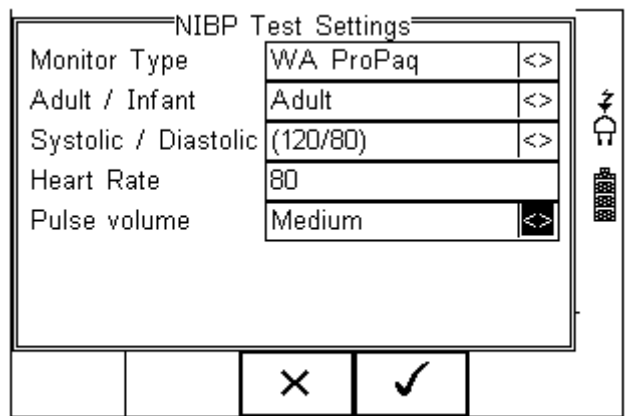 NIBP Test Settings
Monitor Type WA ProPaq <>
Adult / Infant Adult <>
Systolic / Diastolic (120/80) <>
Heart Rate 80
Pulse volume Medium <>